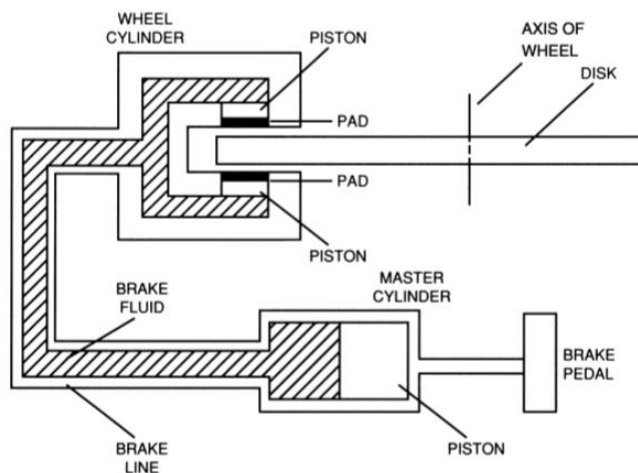 WHEEL
CYLINDER
PISTON
AXIS OF
WHEEL
DISK
PAD
PAD
PISTON
MASTER
CYLINDER
BRAKE
FLUID
BRAKE
PEDAL
BRAKE
LINE
PISTON